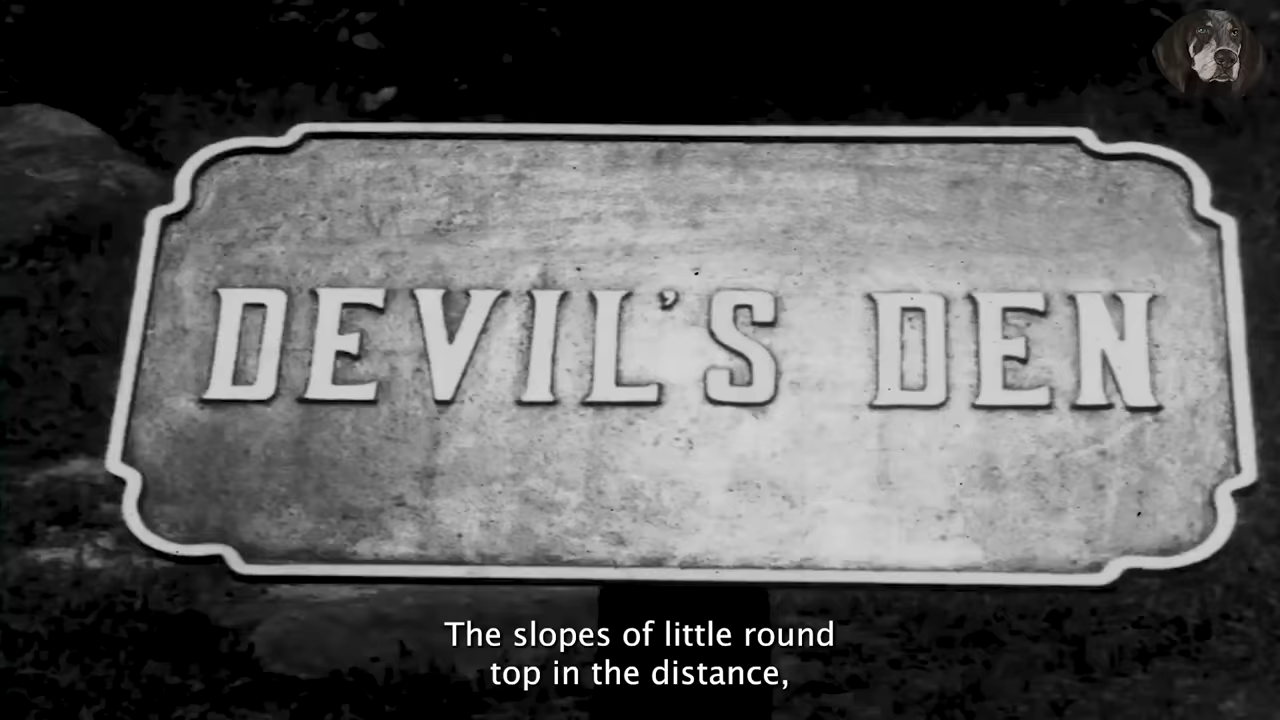 DEVIL'S DEN
The slopes of little round
top in the distance,